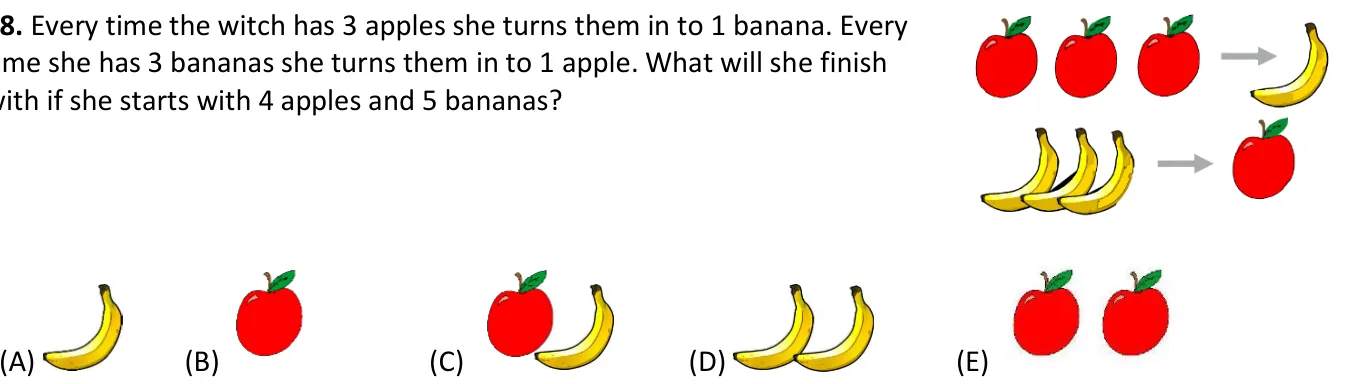 8. Every time the witch has 3 apples she turns them in to 1 banana. Every
me she has 3 bananas she turns them in to 1 apple. What will she finish
ith if she starts with 4 apples and 5 bananas?
(A) (B) (C) (D) (E)